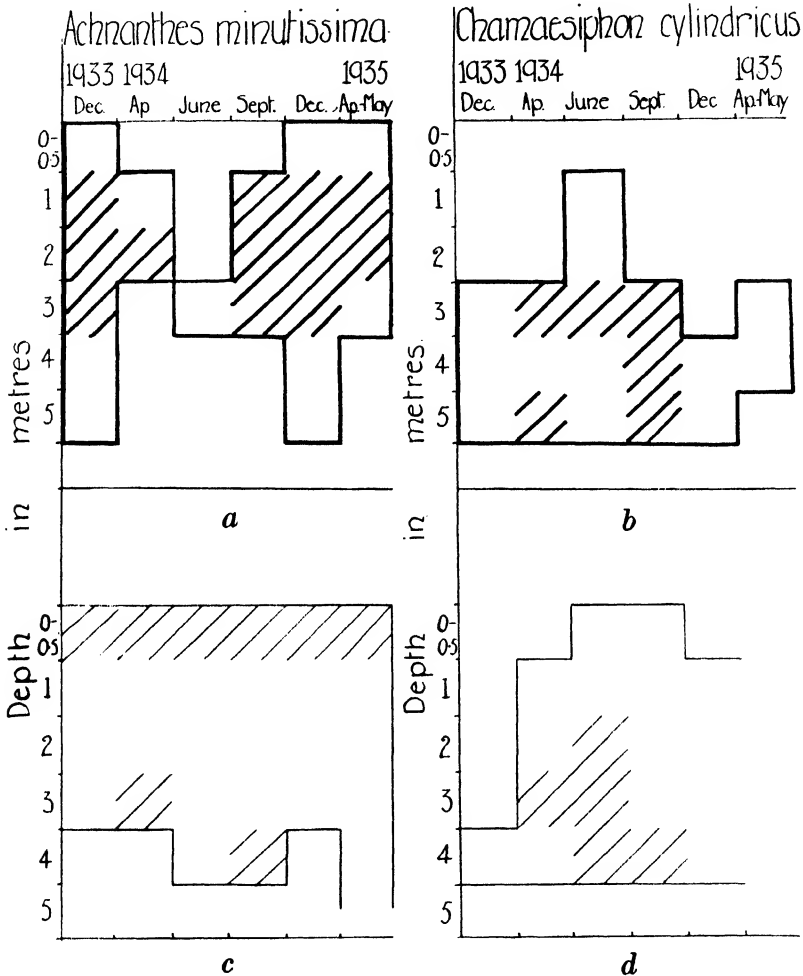 Achnanthes minutissima
Chamaesiphon cylindricus
1933 1934 1935
Dec. Ap June Sept. Dec. Ap-May
1933 1934 1935
Dec. Ap. June Sept. Dec Ap-May
0-
0·5
1
2
3
4
5
0-
0·5
1
2
3
4
5
a
b
0-
0·5
1
2
3
4
5
0-
0·5
1
2
3
4
5
c
d
Depth in metres
Depth in metres.